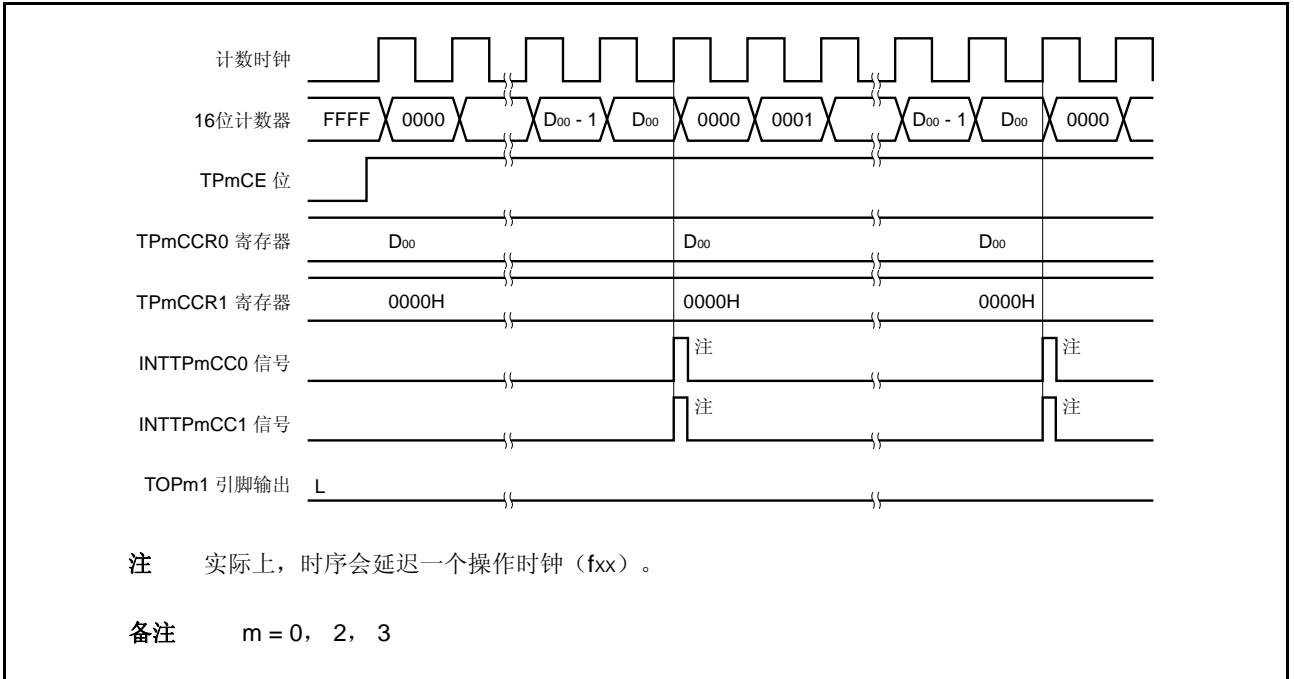 计数时钟
16位计数器 FFFF 0000 D00 - 1 D00 0000 0001 D00 - 1 D00 0000
TPmCE 位
TPmCCR0 寄存器 D00 D00 D00
TPmCCR1 寄存器 0000H 0000H 0000H
INTTPmCC0 信号 注 注
INTTPmCC1 信号 注 注
TOPm1 引脚输出 L
注 实际上，时序会延迟一个操作时钟（fxx）。
备注 m = 0， 2， 3